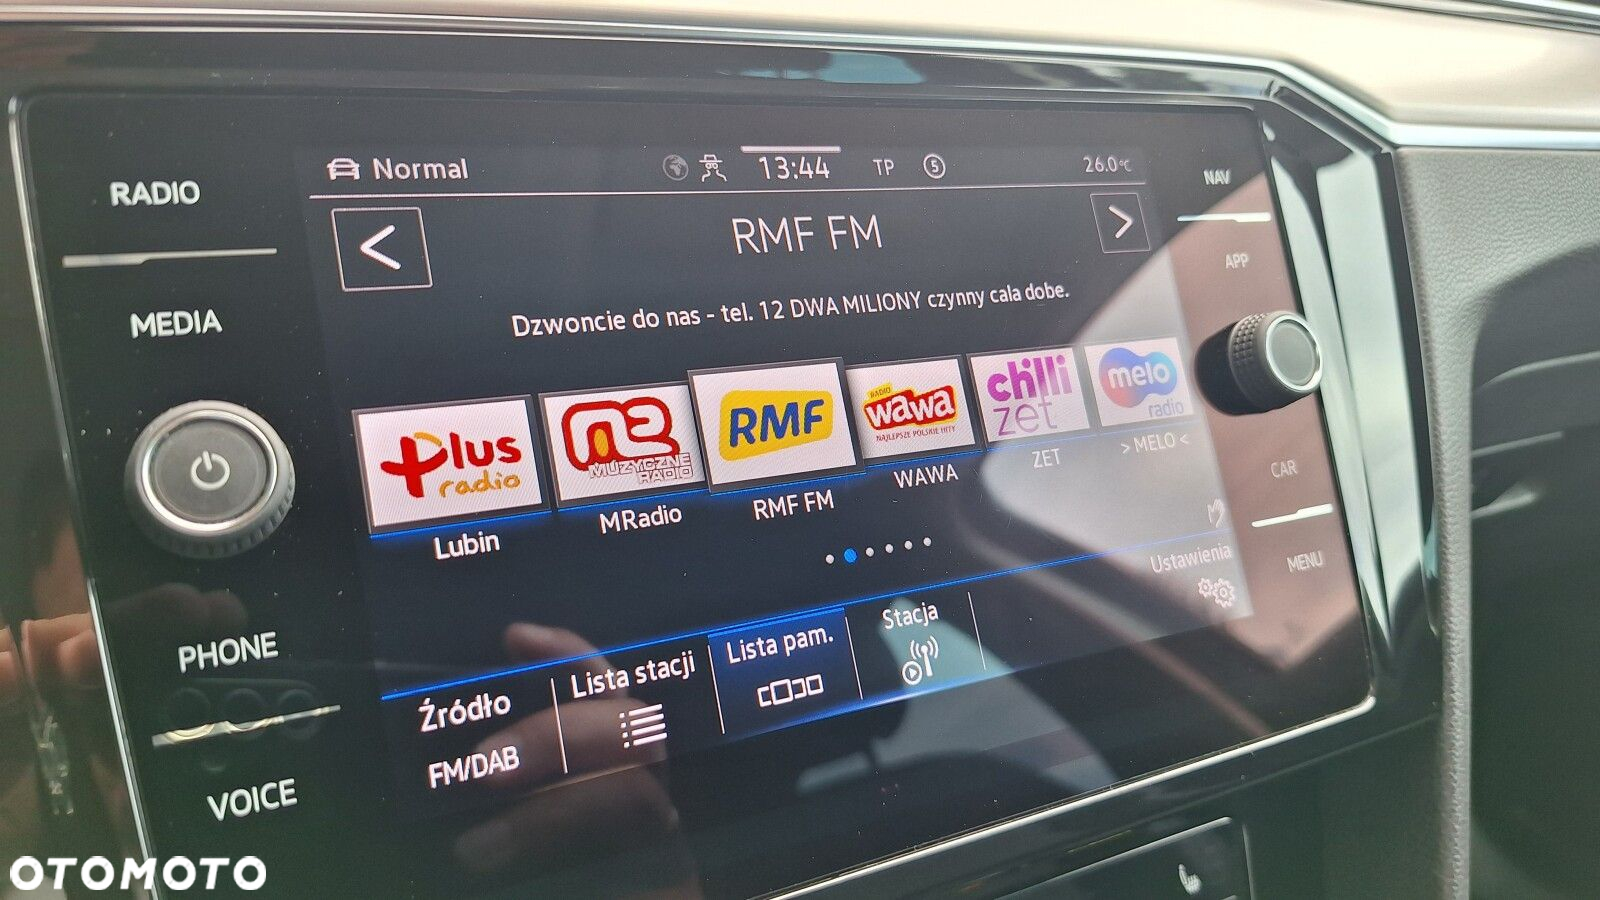 Normal
13:44
TP
5
26.0°C
RADIO
NAV
RMF FM
APP
MEDIA
Dzwoncie do nas - tel. 12 DWA MILIONY czynny cala dobe.
plus radio
MUZYCZNE RADIO
RMF
RADIO WAWA
NAJLEPSZE POLSKIE HITY
chilli zet
melo radio
Lubin
MRadio
RMF FM
WAWA
ZET
> MELO <
CAR
MENU
PHONE
Źródło
FM/DAB
Lista stacji
Lista pam.
Stacja
Ustawienia
VOICE
OTOMOTO